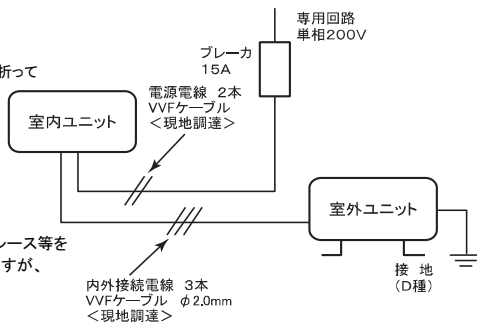 専用回路
単相200V
ブレーカ
15A
折って
電源電線 2本
VVFケーブル
＜現地調達＞
室内ユニット
室外ユニット
レース等を
すが、
内外接続電線 3本
VVFケーブル φ2.0mm
＜現地調達＞
接 地
（D種）